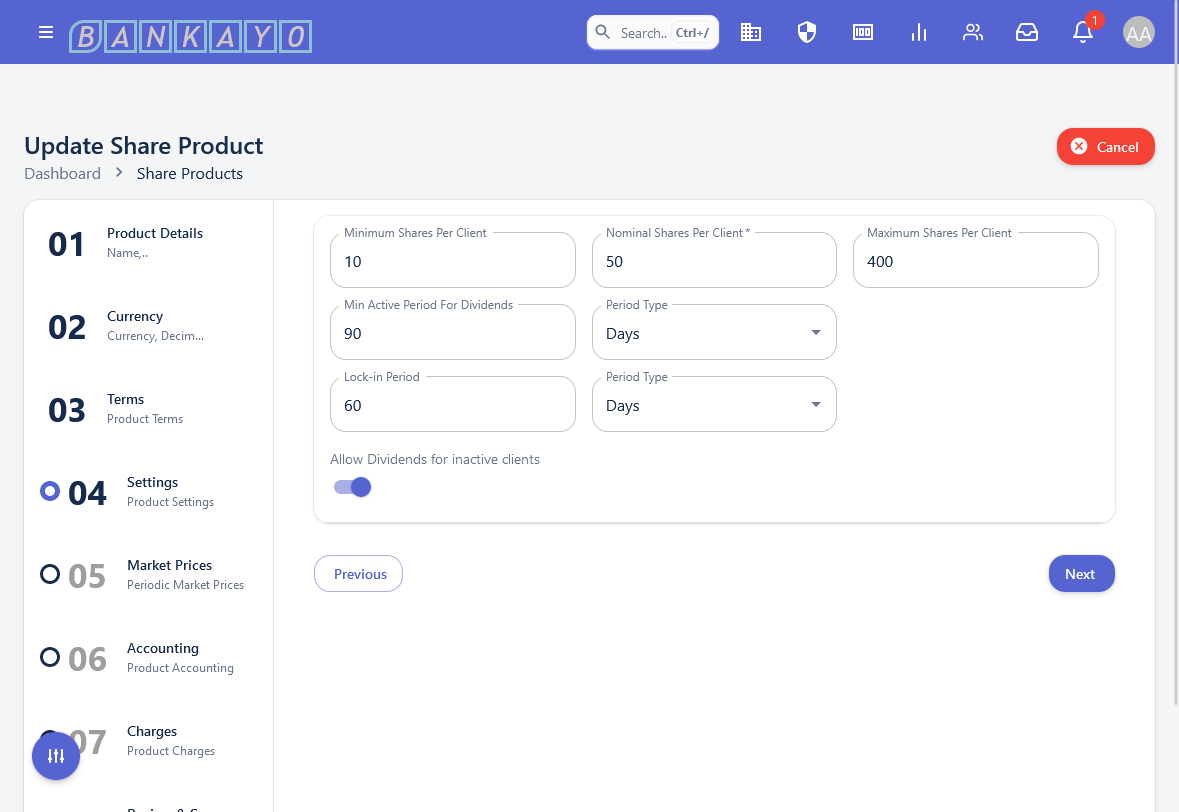 BANKAYO
Search..
Ctrl+/
1
AA
Update Share Product
Cancel
Dashboard
Share Products
01
Product Details
Name,..
02
Currency
Currency, Decim...
03
Terms
Product Terms
04
Settings
Product Settings
05
Market Prices
Periodic Market Prices
06
Accounting
Product Accounting
07
Charges
Product Charges
Minimum Shares Per Client
10
Nominal Shares Per Client *
50
Maximum Shares Per Client
400
Min Active Period For Dividends
90
Period Type
Days
Lock-in Period
60
Period Type
Days
Allow Dividends for inactive clients
Previous
Next